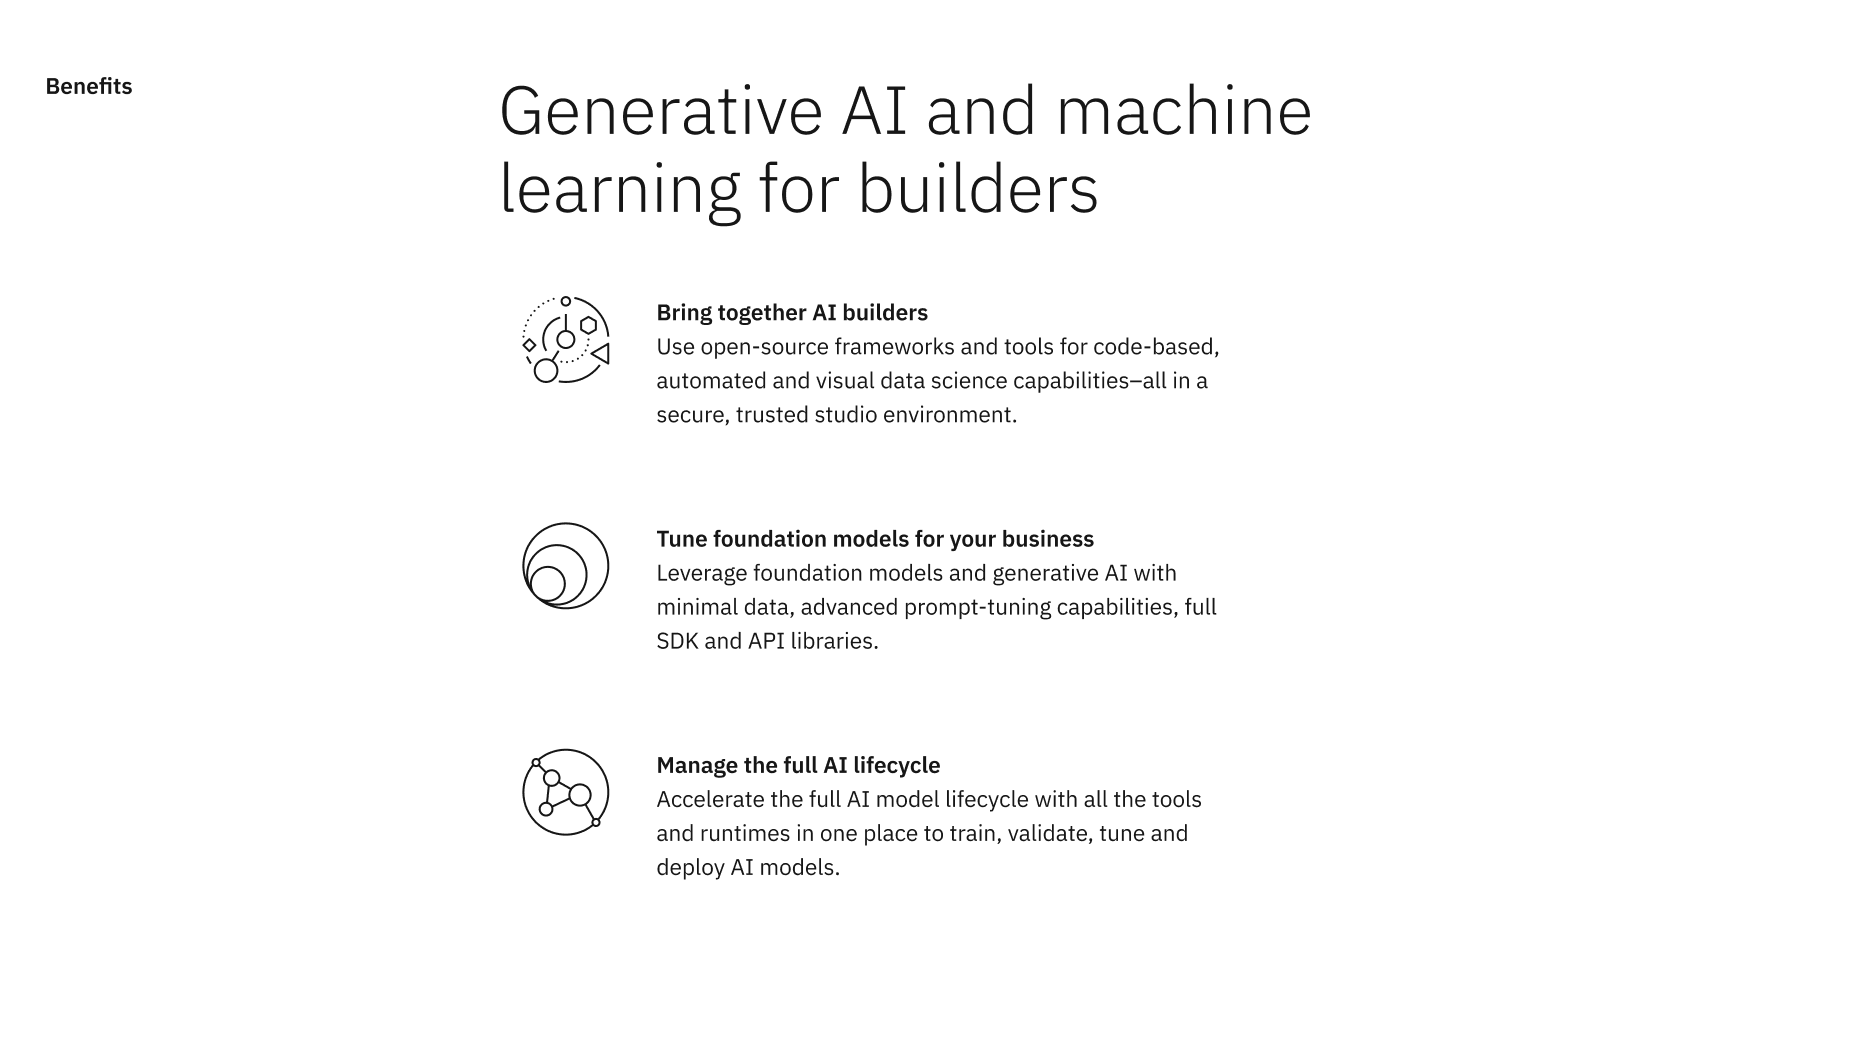 Benefits
Generative AI and machine
learning for builders
Bring together AI builders
Use open-source frameworks and tools for code-based,
automated and visual data science capabilities–all in a
secure, trusted studio environment.
Tune foundation models for your business
Leverage foundation models and generative AI with
minimal data, advanced prompt-tuning capabilities, full
SDK and API libraries.
Manage the full AI lifecycle
Accelerate the full AI model lifecycle with all the tools
and runtimes in one place to train, validate, tune and
deploy AI models.